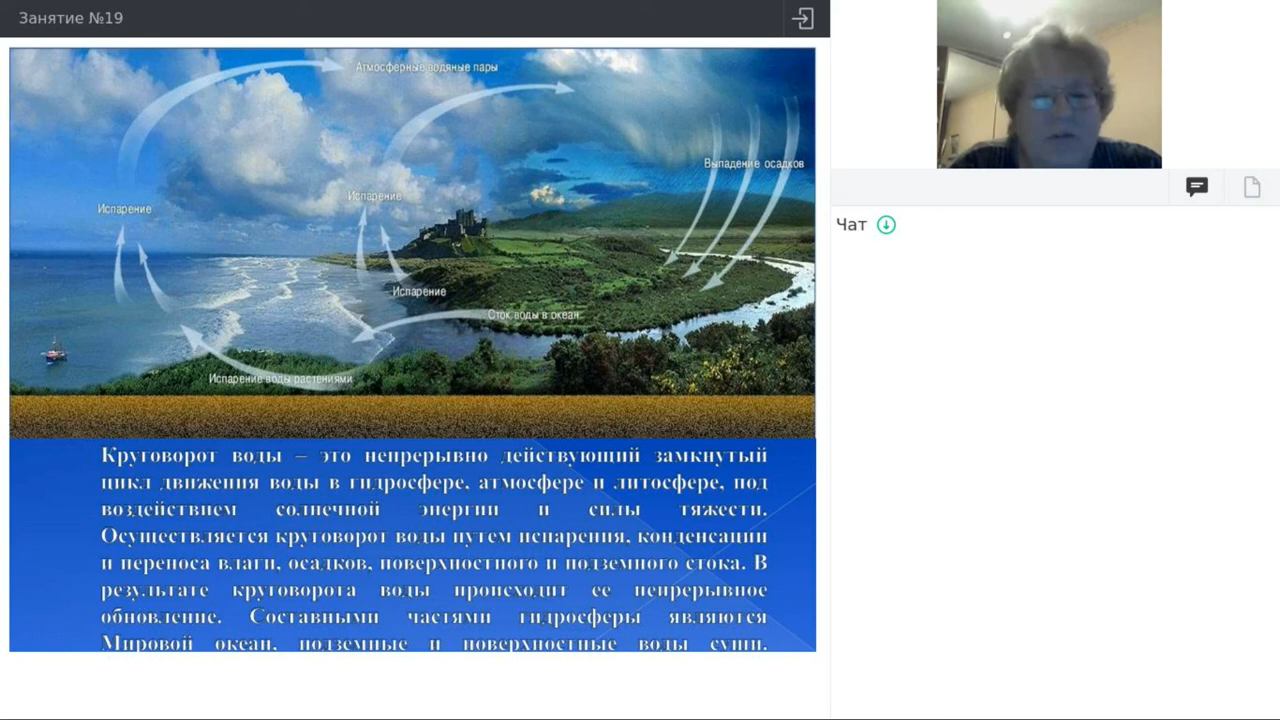 Занятие №19
Атмосферные водяные пары
Выпадение осадков
Испарение
Испарение
Испарение
Сток воды в океан
Испарение воды растениями
Круговорот воды – это непрерывно действующий замкнутый
цикл движения воды в гидросфере, атмосфере и литосфере, под
воздействием солнечной энергии и силы тяжести.
Осуществляется круговорот воды путем испарения, конденсации
и переноса влаги, осадков, поверхностного и подземного стока. В
результате круговорота воды происходит ее непрерывное
обновление. Составными частями гидросферы являются
Мировой океан, подземные и поверхностные воды суши.
Чат